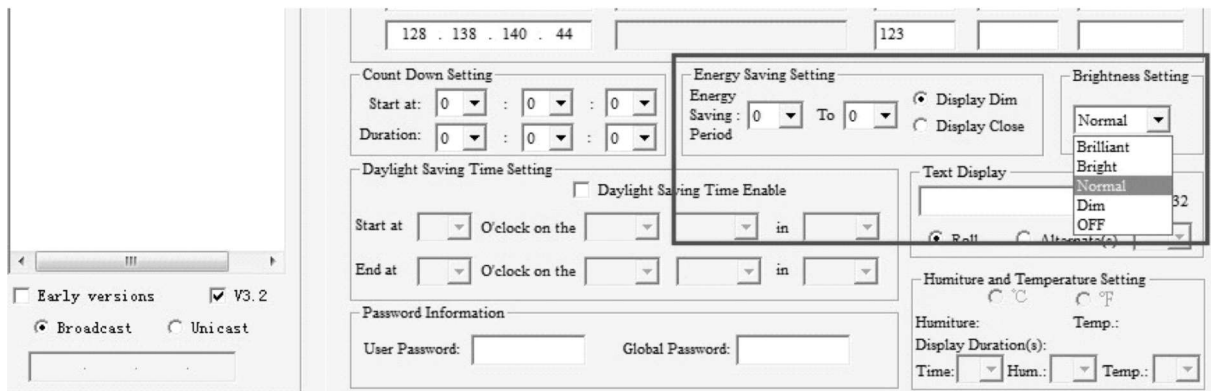 128 . 138 . 140 . 44 123
Count Down Setting
Start at: 0 : 0 : 0
Duration: 0 : 0 : 0
Energy Saving Setting
Energy Saving : Period 0 To 0
Display Dim
Display Close
Brightness Setting
Normal
Brilliant
Bright
Normal
Dim
OFF
Daylight Saving Time Setting
Daylight Saving Time Enable
Start at O'clock on the in
End at O'clock on the in
Text Display
32
Roll Alternate(s)
Early versions V3.2
Broadcast Unicast
Password Information
User Password: Global Password:
Humiture and Temperature Setting
°C °F
Humiture: Temp.:
Display Duration(s):
Time: Hum.: Temp.: